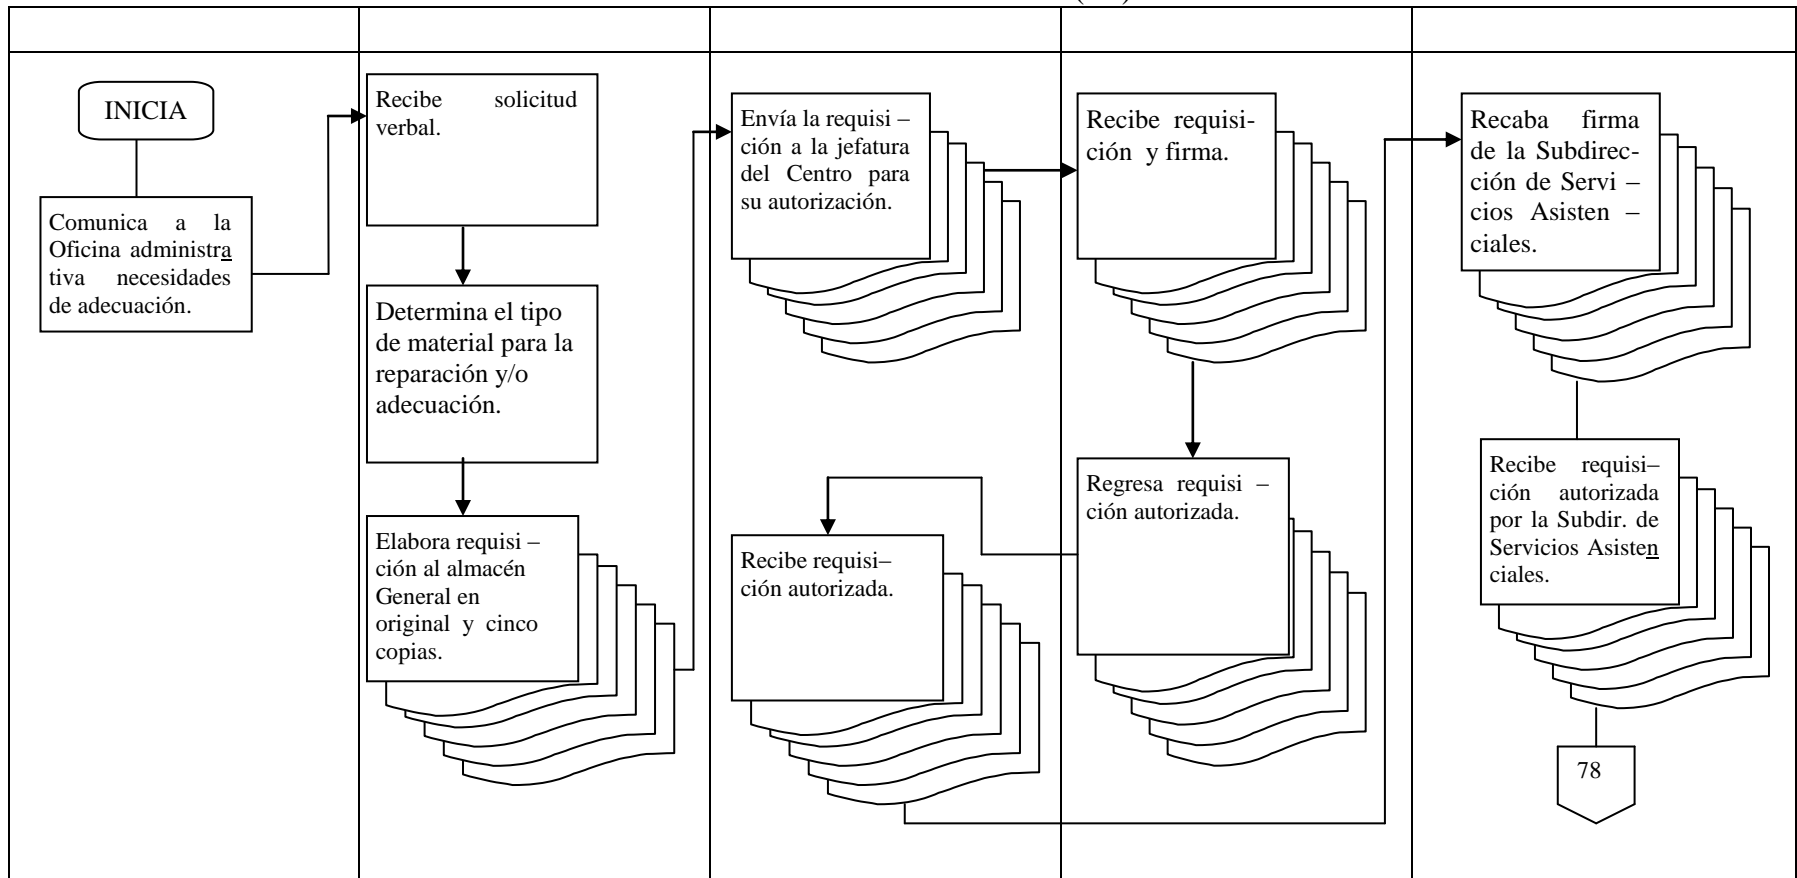 INICIA
Comunica a la
Oficina administra
tiva necesidades
de adecuación.
Recibe solicitud
verbal.
Determina el tipo
de material para la
reparación y/o
adecuación.
Elabora requisi –
ción al almacén
General en
original y cinco
copias.
Envía la requisi –
ción a la jefatura
del Centro para
su autorización.
Recibe requisi–
ción autorizada.
Recibe requisi-
ción y firma.
Regresa requisi –
ción autorizada.
Recaba firma
de la Subdirec-
ción de Servi –
cios Asisten –
ciales.
Recibe requisi–
ción autorizada
por la Subdir. de
Servicios Asisten
ciales.
78